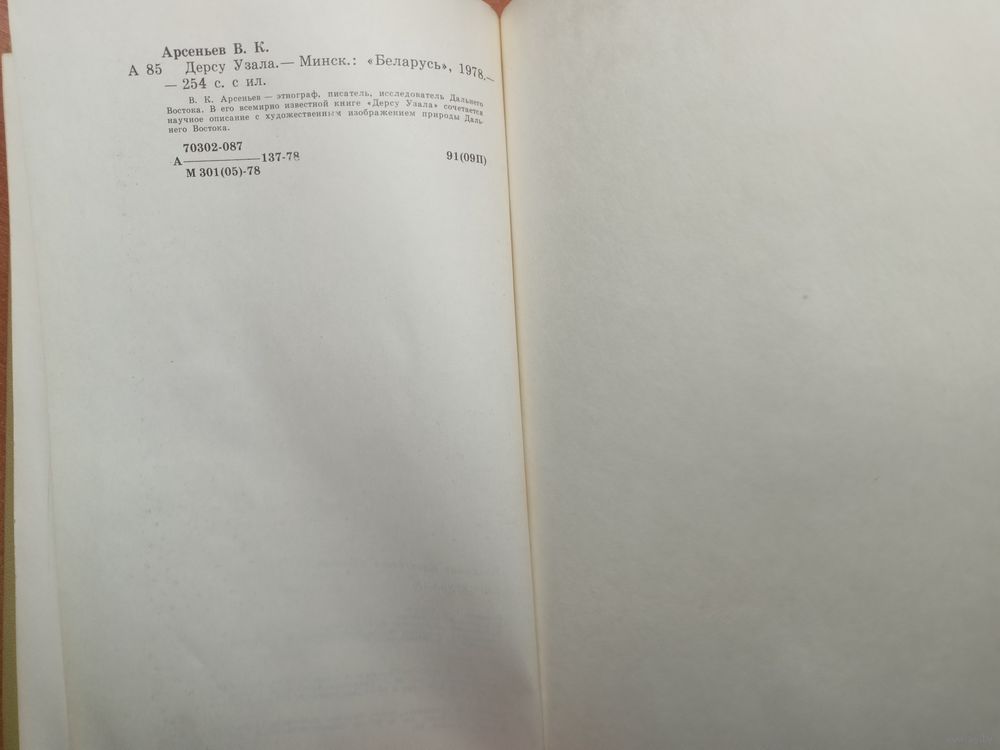 Арсеньев В. К.
А 85 Дерсу Узала.— Минск.: «Беларусь», 1978.—
— 254 с. с ил.
В. К. Арсеньев — этнограф, писатель, исследователь Дальнего
Востока. В его всемирно известной книге «Дерсу Узала» сочетается
научное описание с художественным изображением природы Даль-
него Востока.
70302-087
А————137-78 91(09П)
М 301(05)-78